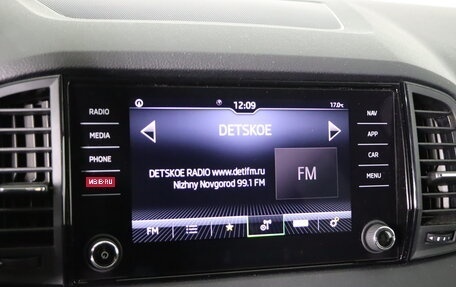 12:09
17.0°C
RADIO
MEDIA
PHONE
DETSKOE
DETSKOE RADIO www.detifm.ru
Nizhny Novgorod 99.1 FM
FM
NAV
APP
CAR
MENU
FM